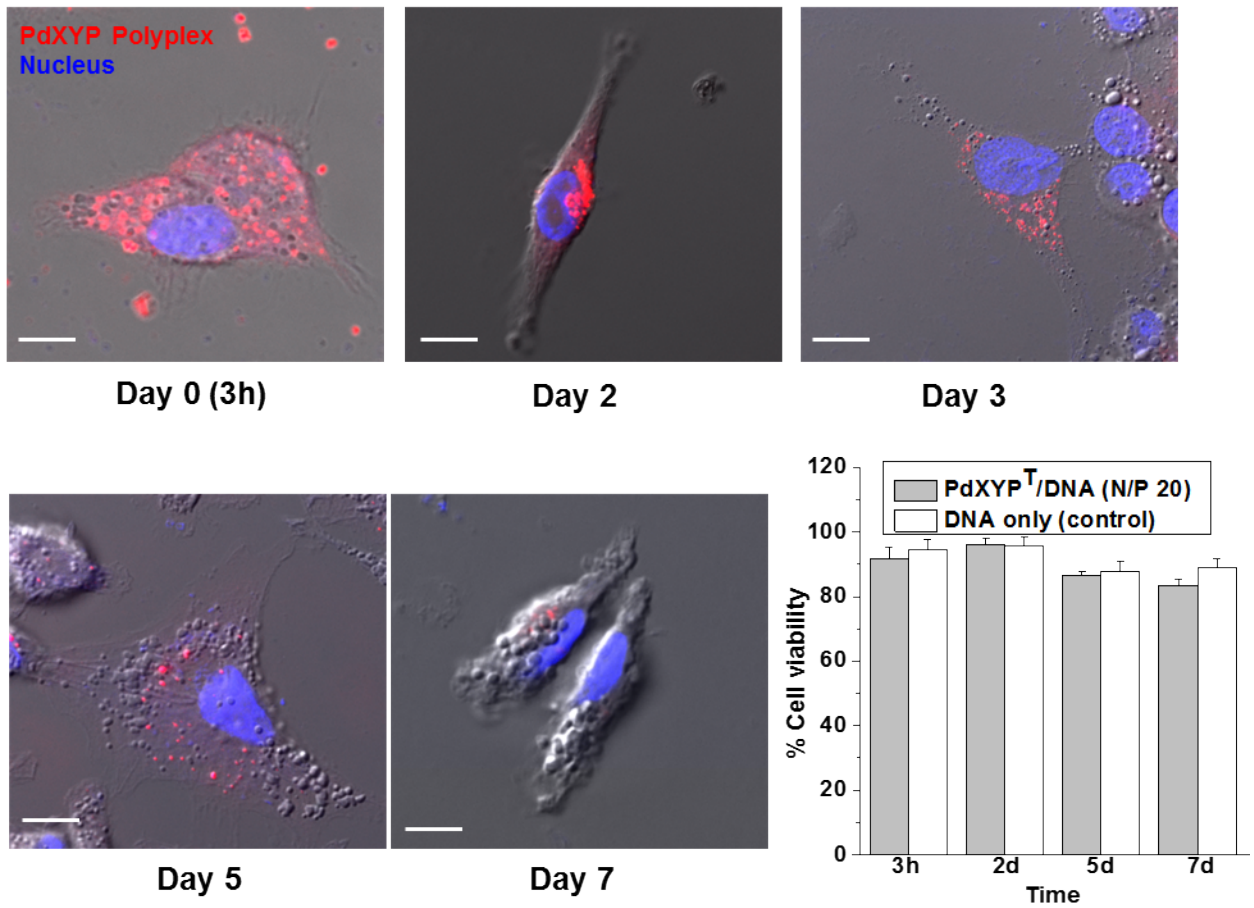 PdXYP Polyplex
Nucleus
Day 0 (3h)
Day 2
Day 3
Day 5
Day 7
120
100
80
60
40
20
0
% Cell viability
PdXYPᵀ/DNA (N/P 20)
DNA only (control)
3h 2d 5d 7d
Time